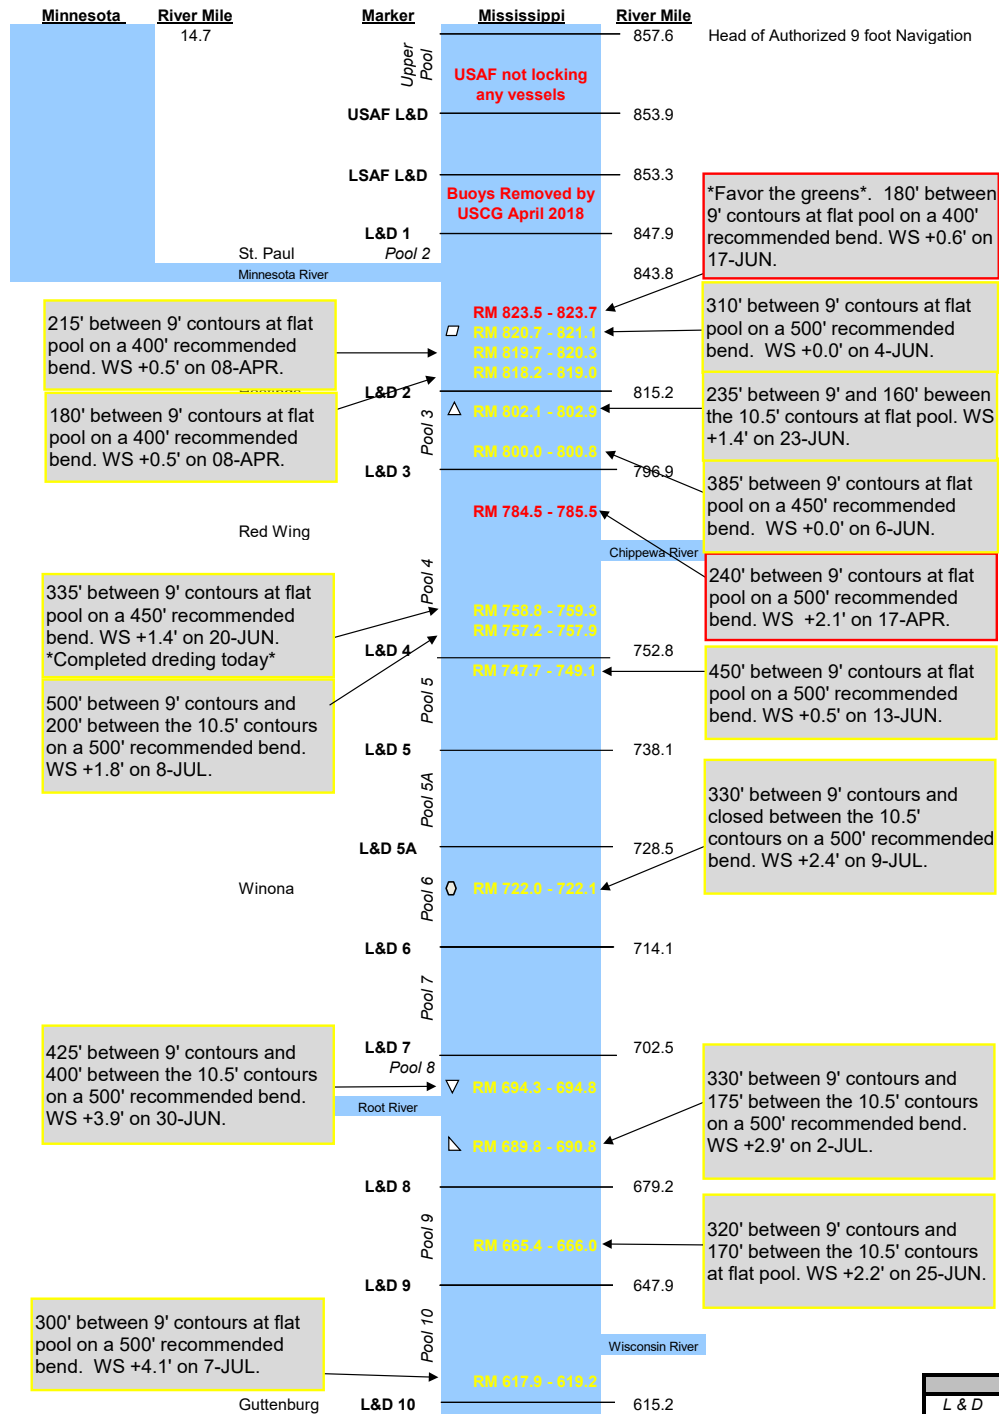 Minnesota River Mile Marker Mississippi River Mile
14.7 857.6 Head of Authorized 9 foot Navigation
Upper
Pool
USAF not locking
any vessels
USAF L&D 853.9
LSAF L&D 853.3
Buoys Removed by
USCG April 2018
*Favor the greens*. 180' between
9' contours at flat pool on a 400'
recommended bend. WS +0.6' on
17-JUN.
L&D 1 847.9
St. Paul Pool 2
Minnesota River 843.8
RM 823.5 - 823.7
RM 820.7 - 821.1
RM 819.7 - 820.3
RM 818.2 - 819.0
310' between 9' contours at flat
pool on a 500' recommended
bend. WS +0.0' on 4-JUN.
215' between 9' contours at flat
pool on a 400' recommended
bend. WS +0.5' on 08-APR.
L&D 2 815.2
180' between 9' contours at flat
pool on a 400' recommended
bend. WS +0.5' on 08-APR.
Pool 3
RM 802.1 - 802.9
235' between 9' and 160' beween
the 10.5' contours at flat pool. WS
+1.4' on 23-JUN.
RM 800.0 - 800.8
L&D 3 796.9
385' between 9' contours at flat
pool on a 450' recommended
bend. WS +0.0' on 6-JUN.
RM 784.5 - 785.5
Red Wing
Chippewa River
240' between 9' contours at flat
pool on a 500' recommended
bend. WS +2.1' on 17-APR.
Pool 4
335' between 9' contours at flat
pool on a 450' recommended
bend. WS +1.4' on 20-JUN.
*Completed dreding today*
RM 758.8 - 759.3
RM 757.2 - 757.9
L&D 4 752.8
RM 747.7 - 749.1
450' between 9' contours at flat
pool on a 500' recommended
bend. WS +0.5' on 13-JUN.
500' between 9' contours and
200' between the 10.5' contours
on a 500' recommended bend.
WS +1.8' on 8-JUL.
Pool 5
L&D 5 738.1
Pool 5A
330' between 9' contours and
closed between the 10.5'
contours on a 500' recommended
bend. WS +2.4' on 9-JUL.
L&D 5A 728.5
Winona
Pool 6
RM 722.0 - 722.1
L&D 6 714.1
Pool 7
L&D 7 702.5
Pool 8
425' between 9' contours and
400' between the 10.5' contours
on a 500' recommended bend.
WS +3.9' on 30-JUN.
RM 694.3 - 694.8
Root River
330' between 9' contours and
175' between the 10.5' contours
on a 500' recommended bend.
WS +2.9' on 2-JUL.
RM 689.8 - 690.8
L&D 8 679.2
Pool 9
RM 665.4 - 666.0
320' between 9' contours and
170' between the 10.5' contours
at flat pool. WS +2.2' on 25-JUN.
L&D 9 647.9
300' between 9' contours at flat
pool on a 500' recommended
bend. WS +4.1' on 7-JUL.
Pool 10
Wisconsin River
RM 617.9 - 619.2
Guttenburg L&D 10 615.2
L & D